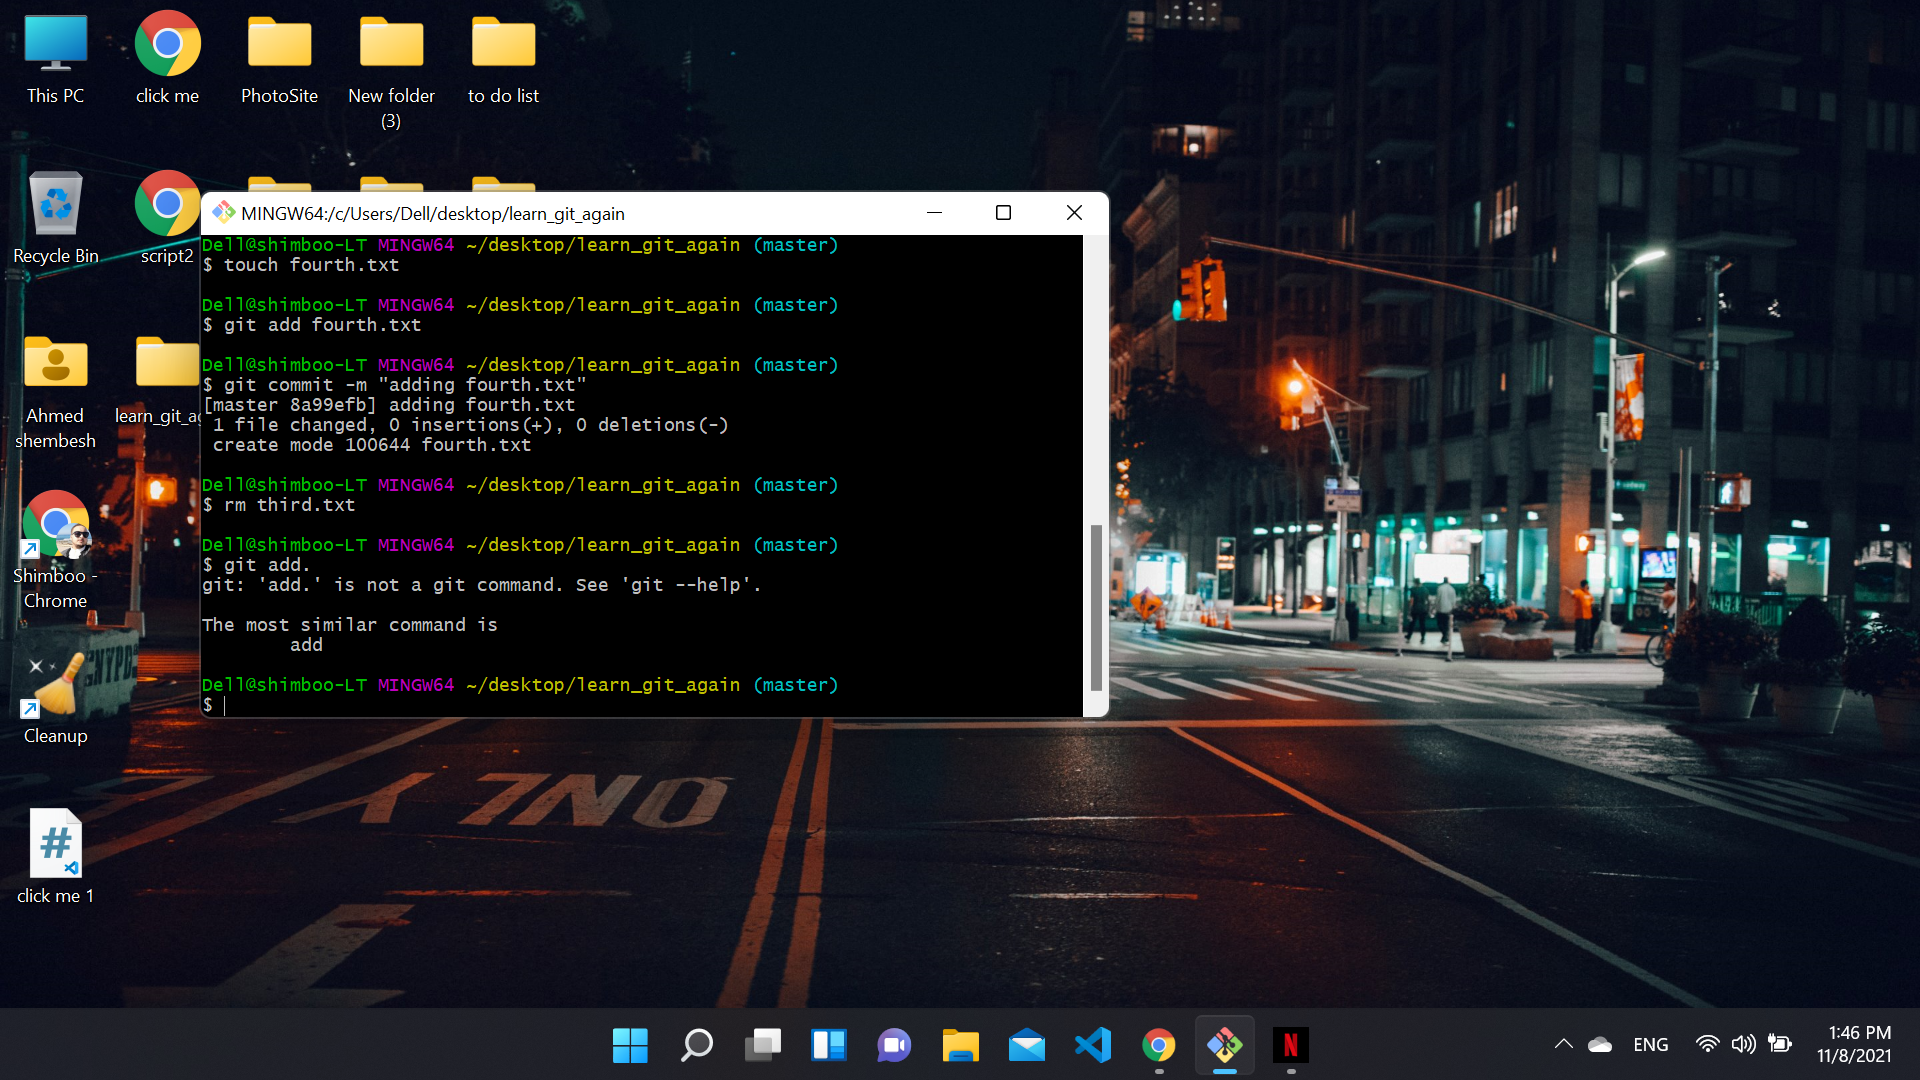 This PC
click me
PhotoSite
New folder
(3)
to do list
Recycle Bin
script2
Ahmed
shembesh
learn_git_ag
Shimboo -
Chrome
Cleanup
click me 1
MINGW64:/c/Users/Dell/desktop/learn_git_again
Dell@shimboo-LT MINGW64 ~/desktop/learn_git_again (master)
$ touch fourth.txt
Dell@shimboo-LT MINGW64 ~/desktop/learn_git_again (master)
$ git add fourth.txt
Dell@shimboo-LT MINGW64 ~/desktop/learn_git_again (master)
$ git commit -m "adding fourth.txt"
[master 8a99efb] adding fourth.txt
1 file changed, 0 insertions(+), 0 deletions(-)
create mode 100644 fourth.txt
Dell@shimboo-LT MINGW64 ~/desktop/learn_git_again (master)
$ rm third.txt
Dell@shimboo-LT MINGW64 ~/desktop/learn_git_again (master)
$ git add.
git: 'add.' is not a git command. See 'git --help'.
The most similar command is
add
Dell@shimboo-LT MINGW64 ~/desktop/learn_git_again (master)
$
NYPD
ONLY
ENG
1:46 PM
11/8/2021